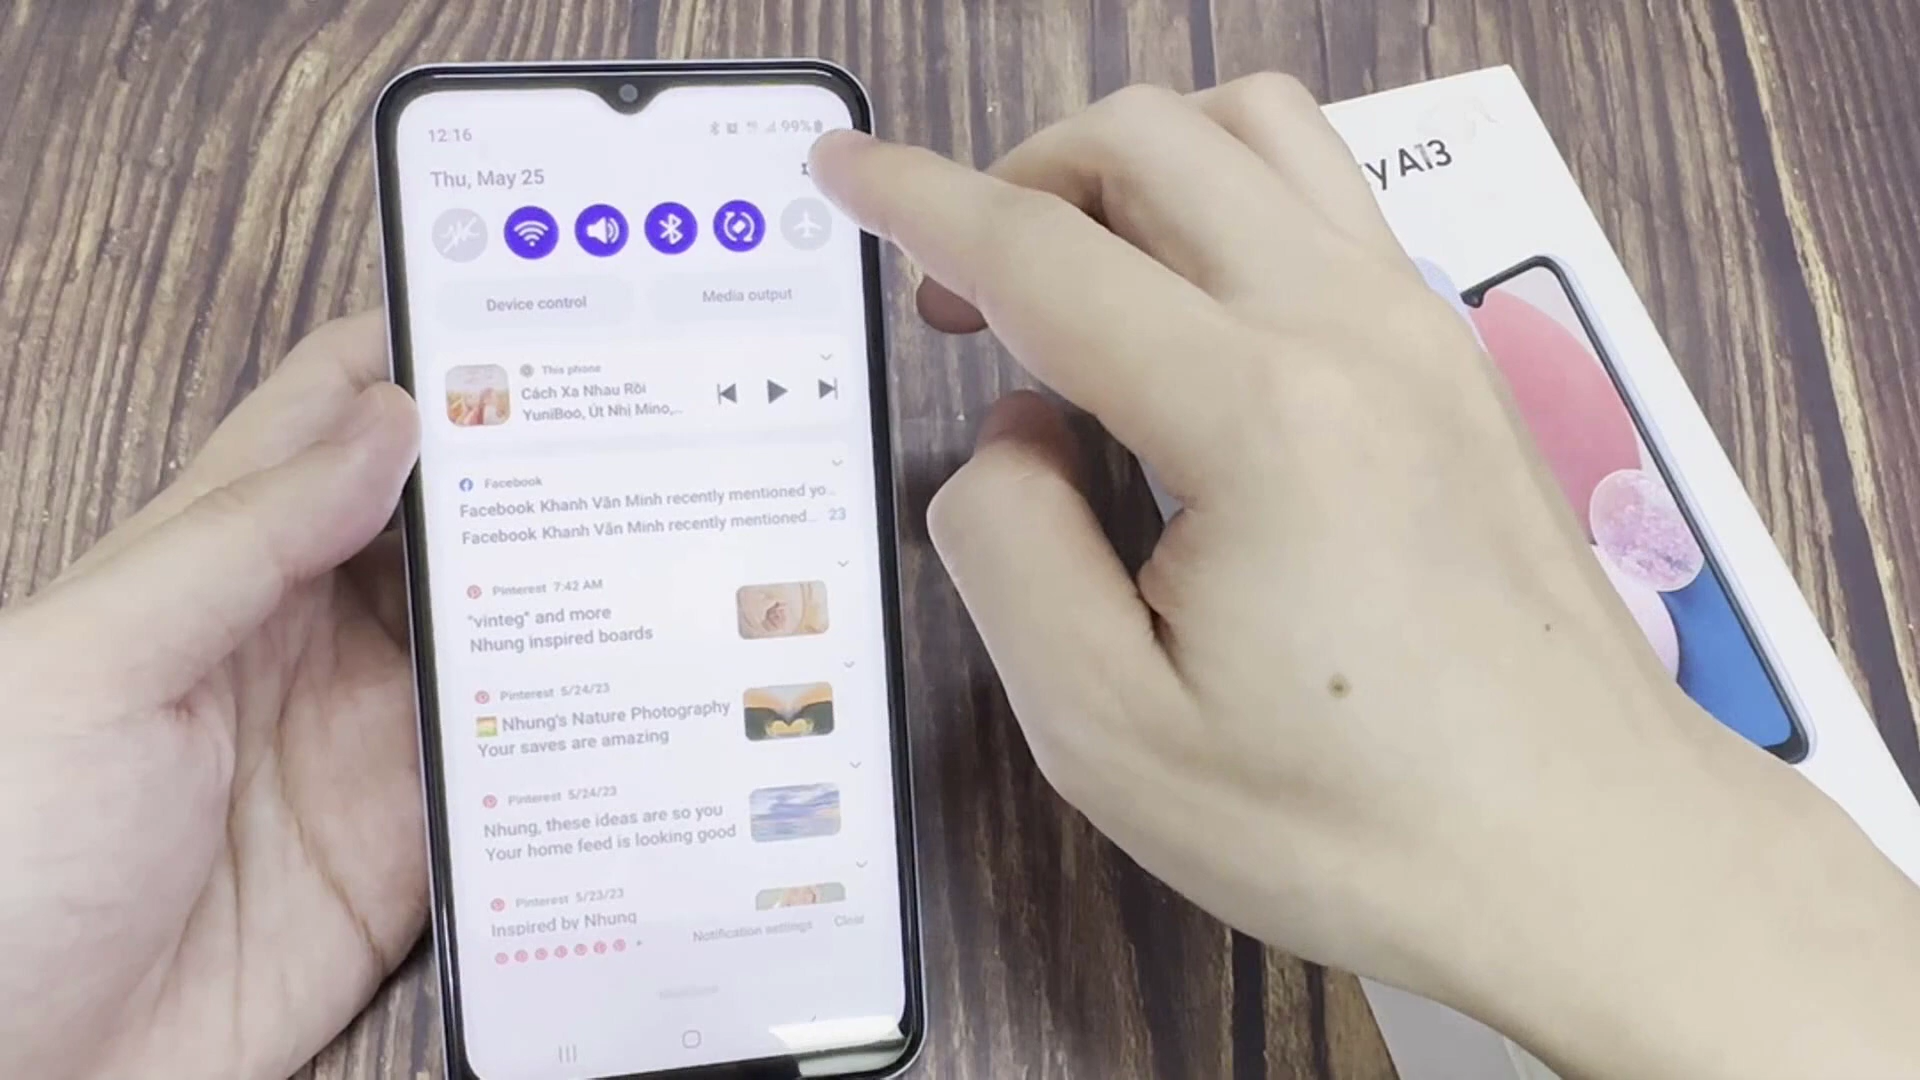 12:16
99%
Thu, May 25
Device control
Media output
This phone
Cách Xa Nhau Rồi
YuniBoo, Út Nhị Mino,...
Facebook
Facebook Khanh Văn Minh recently mentioned yo...
Facebook Khanh Văn Minh recently mentioned... 23
Pinterest 7:42 AM
"vinteg" and more
Nhung inspired boards
Pinterest 5/24/23
Nhung's Nature Photography
Your saves are amazing
Pinterest 5/24/23
Nhung, these ideas are so you
Your home feed is looking good
Pinterest 5/23/23
Inspired by Nhung
Notification settings
Clear
y A13